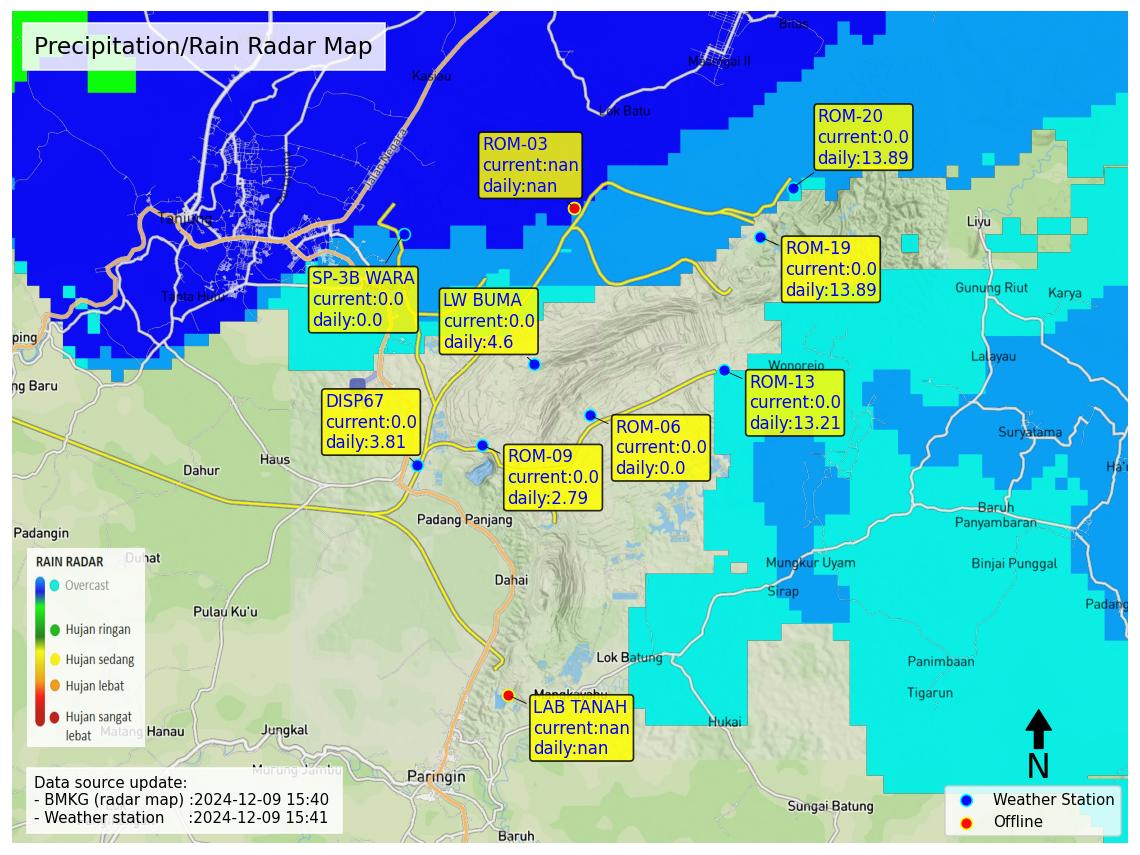 Precipitation/Rain Radar Map
Bilas
Masingai II
Kasiau
Lok Batu
Jalan Negara
ROM-20
current:0.0
daily:13.89
ROM-03
current:nan
daily:nan
Tanjung
Liyu
ROM-19
current:0.0
daily:13.89
SP-3B WARA
current:0.0
daily:0.0
LW BUMA
current:0.0
daily:4.6
Tanta Hulu
Gunung Riut
Karya
ping
Lalayau
Wonorejo
ng Baru
ROM-13
current:0.0
daily:13.21
DISP67
current:0.0
daily:3.81
ROM-06
current:0.0
daily:0.0
Suryatama
ROM-09
current:0.0
daily:2.79
Haus
Dahur
Ha'u
Baruh
Panyambaran
Padang Panjang
Padangin
Duhat
Mungkur Uyam
Binjai Punggal
RAIN RADAR
Overcast
Hujan ringan
Hujan sedang
Hujan lebat
Hujan sangat
lebat
Dahai
Sirap
Padang
Pulau Ku'u
Lok Batung
Panimbaan
Mangkayahu
Tigarun
LAB TANAH
current:nan
daily:nan
Hukai
Matang Hanau
Jungkal
Murung Jambu
Paringin
N
Data source update:
- BMKG (radar map) :2024-12-09 15:40
- Weather station :2024-12-09 15:41
Sungai Batung
Weather Station
Offline
Baruh